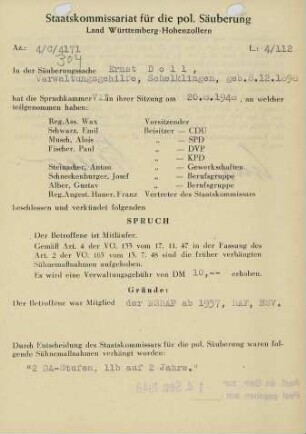 Staatskommissariat für die pol. Säuberung
Land Württemberg-Hohenzollern
Az.: 4/C/4171
304
L.: 4/112
In der Säuberungssache Ernst Doll,
Verwaltungsgehilfe, Schelklingen, geb.8.12.1898
hat die Spruchkammer VII in ihrer Sitzung am 20.8.1948, an welcher
teilgenommen haben:
Reg.Ass. Wax Vorsitzender
Schwarz, Emil Beisitzer — CDU
Musch, Alois „ — SPD
Fischer, Paul „ — DVP
„ — KPD
Steinacher, Anton „ — Gewerkschaften
Schneckenburger, Josef „ — Berufsgruppe
Alber, Gustav „ — Berufsgruppe
Reg.Angest. Hauer, Franz Vertreter des Staatskommissars
beschlossen und verkündet folgenden
SPRUCH
Der Betroffene ist Mitläufer.
Gemäß Art. 4 der VO. 133 vom 17. 11. 47 in der Fassung des
Art. 2 der VO. 165 vom 13. 7. 48 sind die früher verhängten
Sühnemaßnahmen aufgehoben.
Es wird eine Verwaltungsgebühr von DM 10,-- erhoben.
Gründe:
Der Betroffene war Mitglied der NSDAP ab 1937, DAF, NSV.
Durch Entscheidung des Staatskommissars für die pol. Säuberung waren fol-
gende Sühnemaßnahmen verhängt worden:
"2 DA-Stufen, 11b auf 2 Jahre."